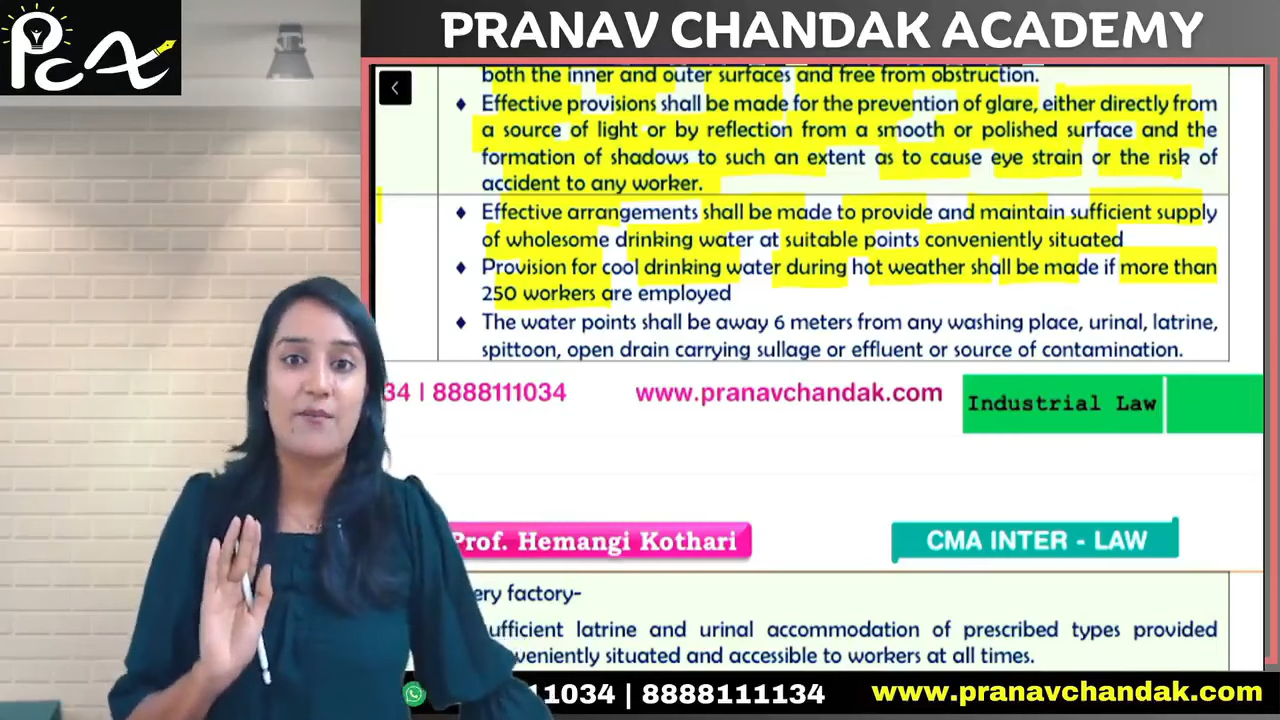 PCA
PRANAV CHANDAK ACADEMY
both the inner and outer surfaces and free from obstruction.
♦ Effective provisions shall be made for the prevention of glare, either directly from
a source of light or by reflection from a smooth or polished surface and the
formation of shadows to such an extent as to cause eye strain or the risk of
accident to any worker.
♦ Effective arrangements shall be made to provide and maintain sufficient supply
of wholesome drinking water at suitable points conveniently situated
♦ Provision for cool drinking water during hot weather shall be made if more than
250 workers are employed
♦ The water points shall be away 6 meters from any washing place, urinal, latrine,
spittoon, open drain carrying sullage or effluent or source of contamination.
34 | 8888111034 www.pranavchandak.com
Industrial Law
Prof. Hemangi Kothari
CMA INTER - LAW
ery factory-
ufficient latrine and urinal accommodation of prescribed types provided
veniently situated and accessible to workers at all times.
11034 | 8888111134 www.pranavchandak.com